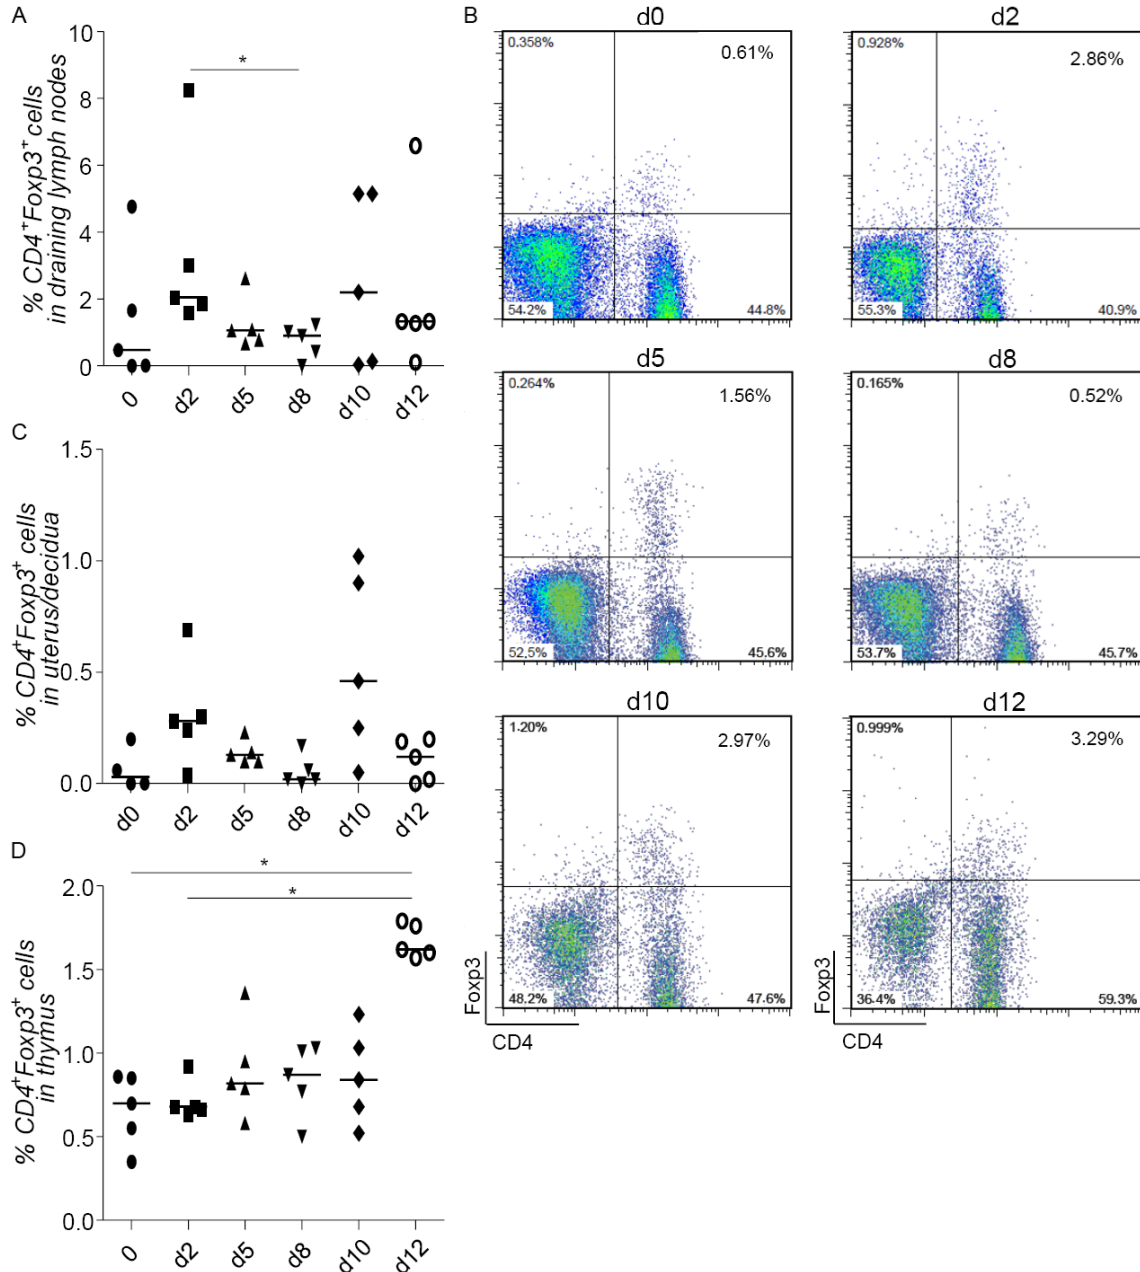 A
% CD4+Foxp3+ cells
in draining lymph nodes
10
8
6
4
2
0
*
0 d2 d5 d8 d10 d12
B
d0
0.358% 0.61%
54.2% 44.8%
d2
0.928% 2.86%
55.3% 40.9%
d5
0.264% 1.56%
52.5% 45.6%
d8
0.165% 0.52%
53.7% 45.7%
d10
1.20% 2.97%
48.2% 47.6%
Foxp3
CD4
d12
0.999% 3.29%
36.4% 59.3%
Foxp3
CD4
C
% CD4+Foxp3+ cells
in uterus/decidua
1.5
1.0
0.5
0.0
d0 d2 d5 d8 d10 d12
D
% CD4+Foxp3+ cells
in thymus
2.0
1.5
1.0
0.5
0.0
*
*
0 d2 d5 d8 d10 d12